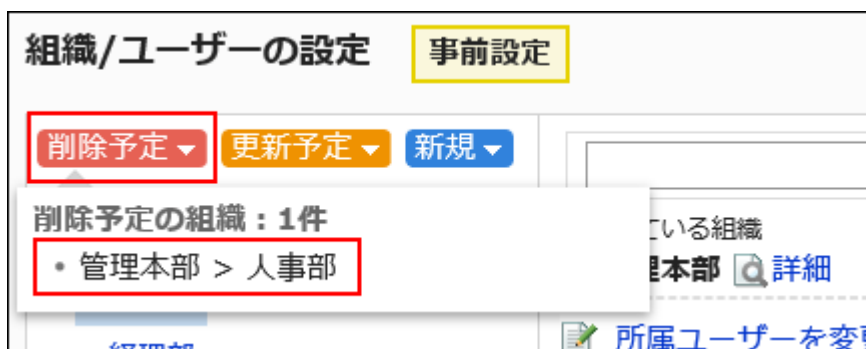 組織/ユーザーの設定 事前設定
削除予定 更新予定 新規
削除予定の組織：1件
• 管理本部 > 人事部
ている組織
本部 詳細
所属ユーザーを変